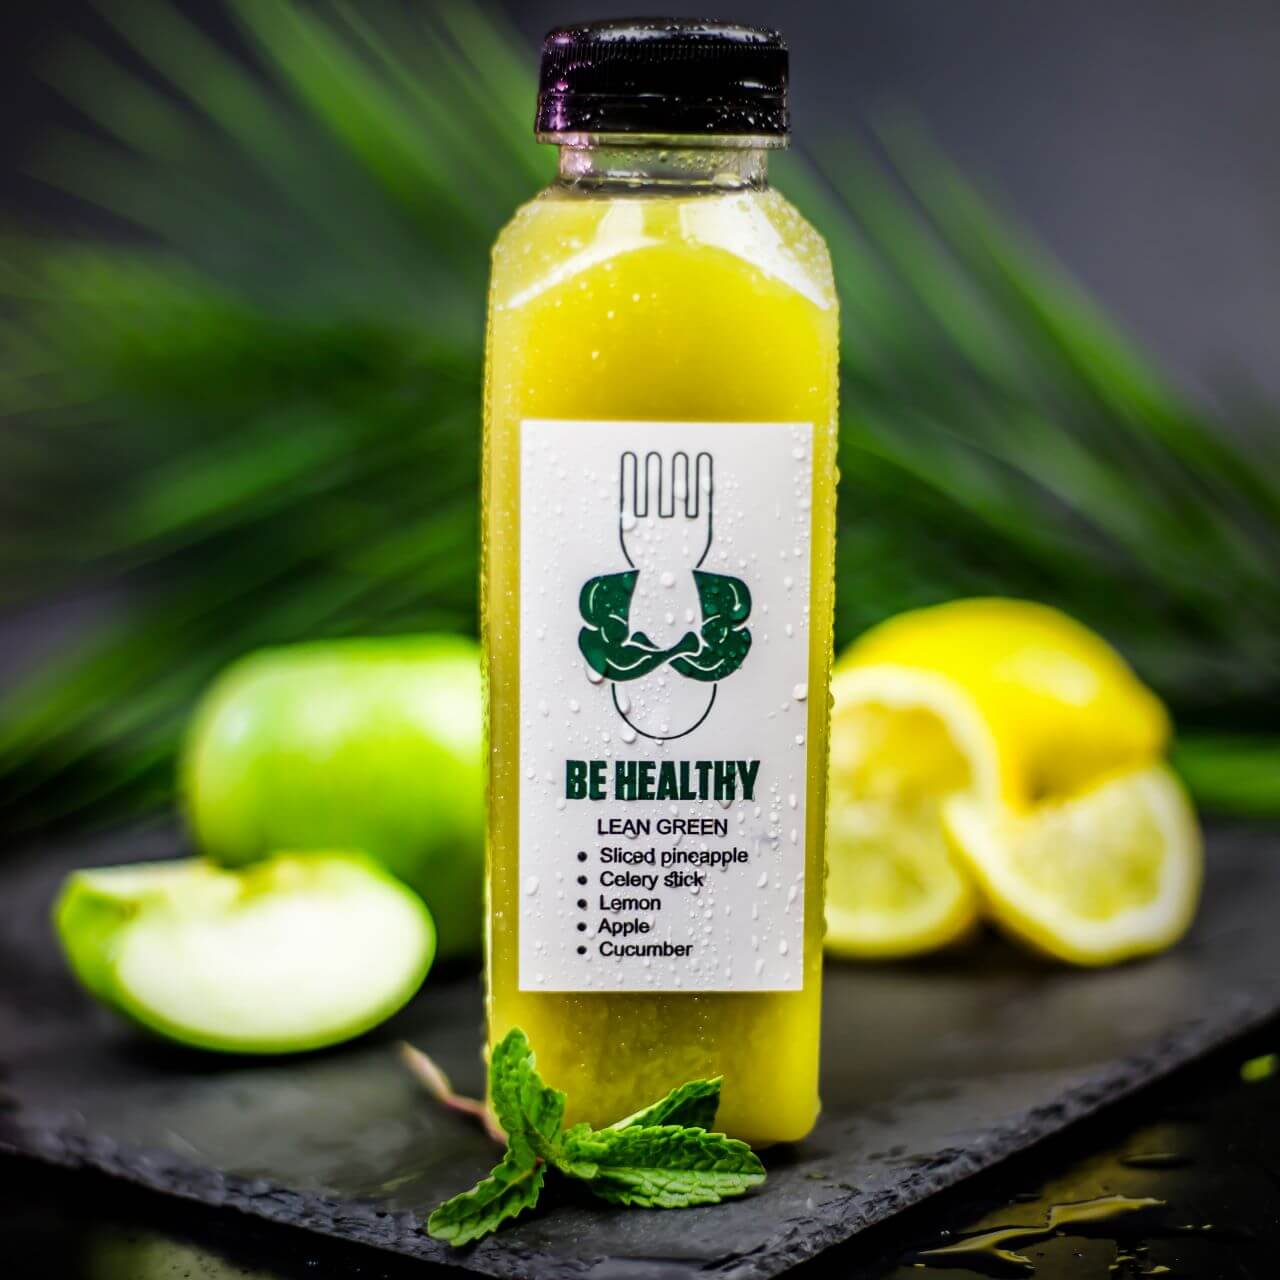 BE HEALTHY
LEAN GREEN
• Sliced pineapple
• Celery stick
• Lemon
• Apple
• Cucumber